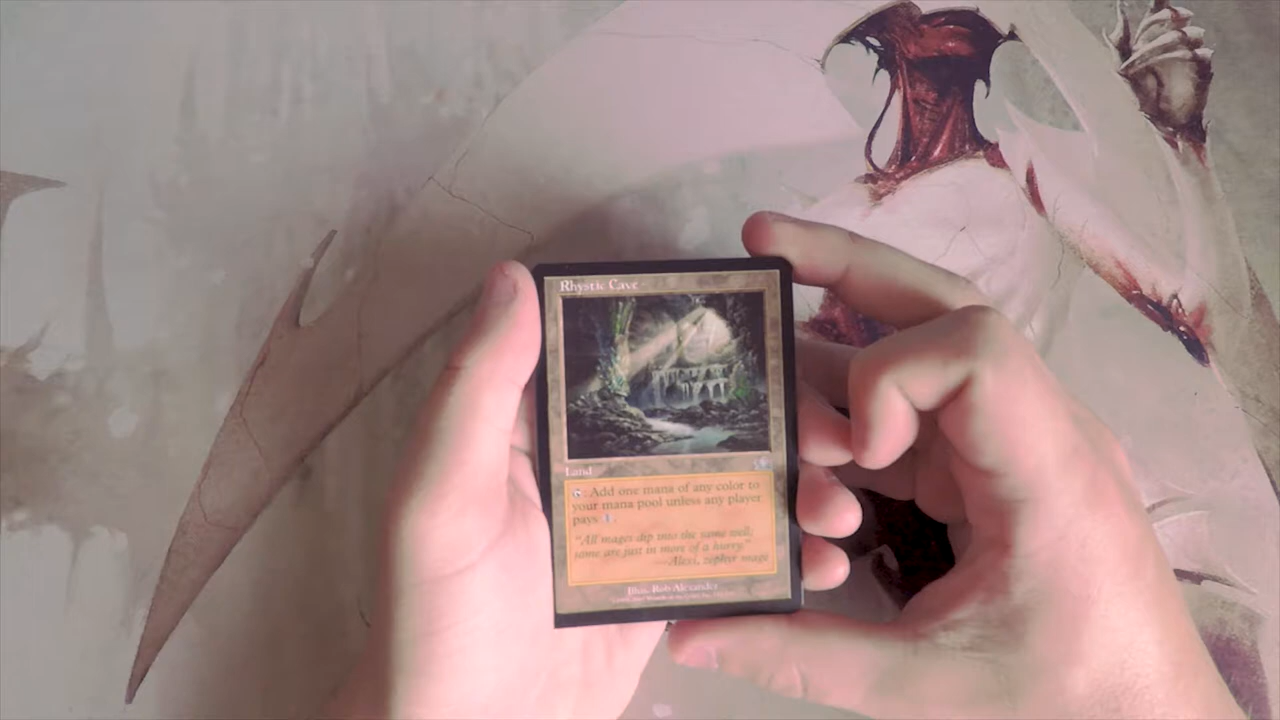 Rhystic Cave
Land
: Add one mana of any color to
your mana pool unless any player
pays 1.
"All mages dip into the same well;
some are just in more of a hurry."
—Alexi, zephyr mage
Illus. Rob Alexander